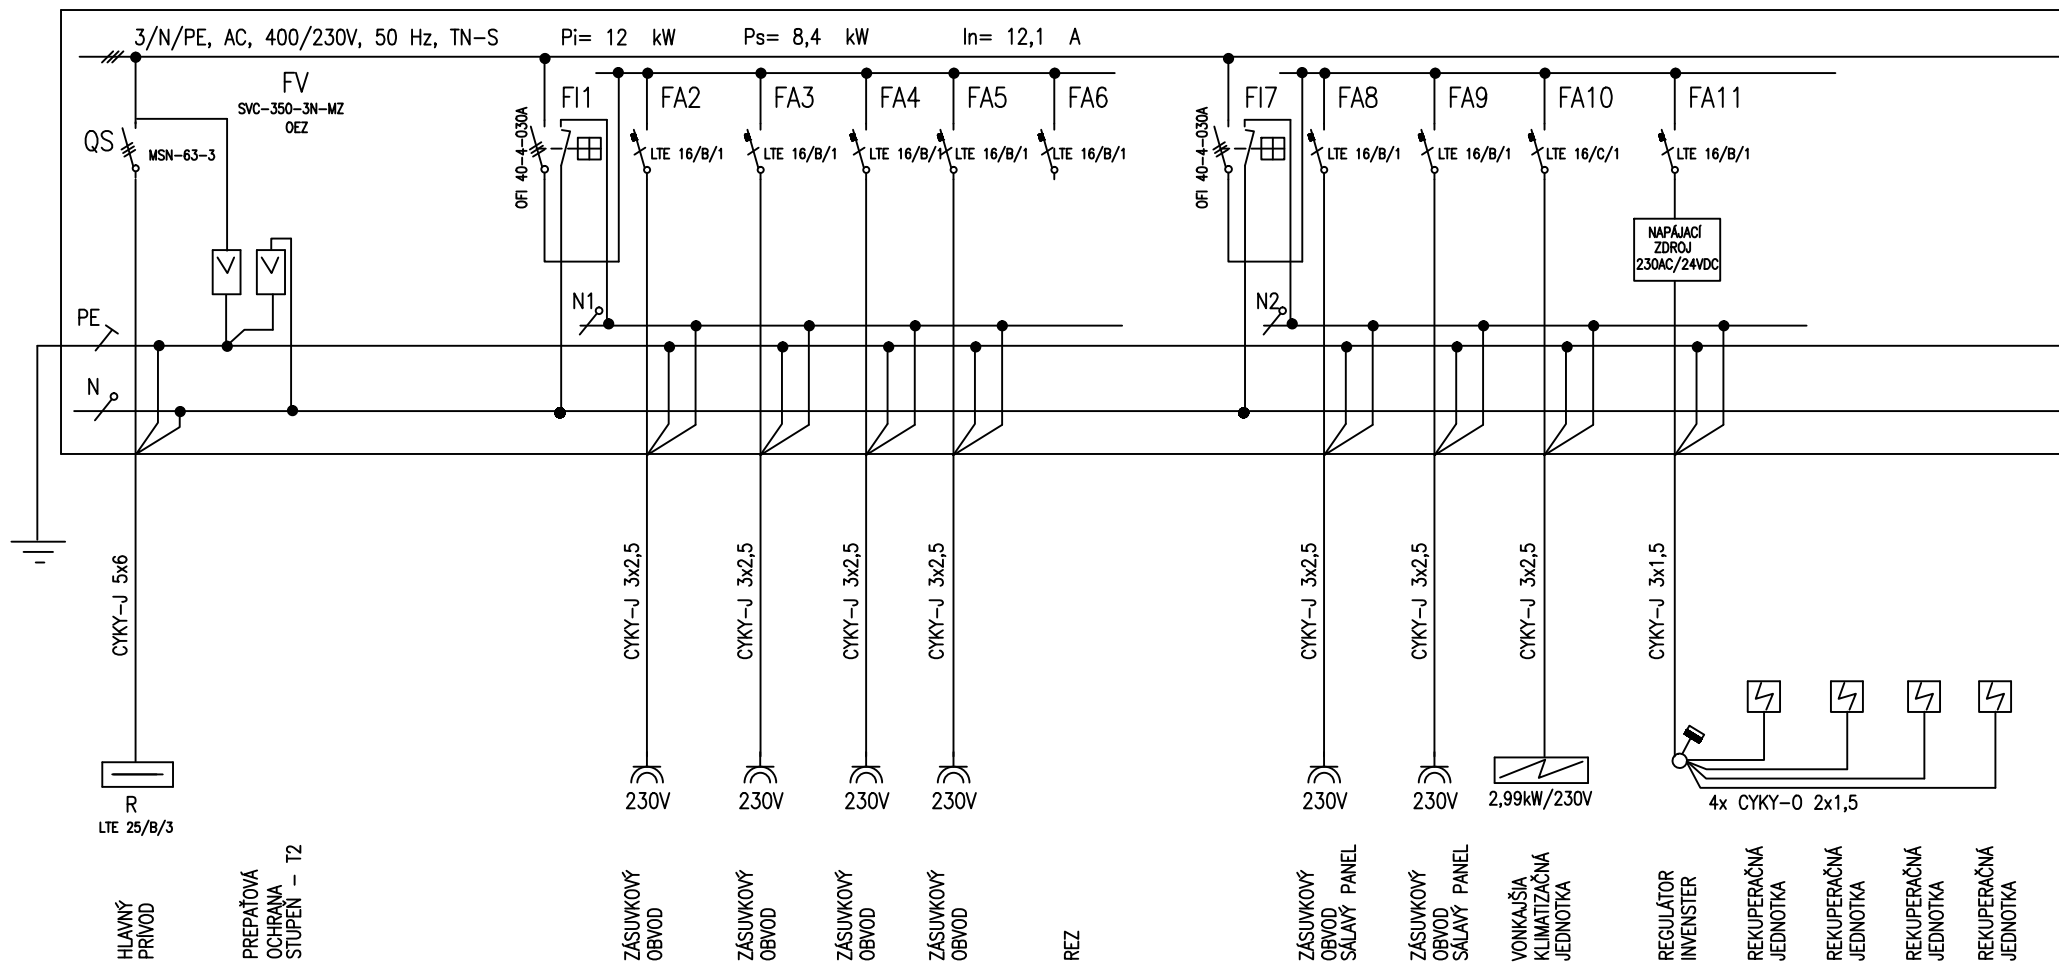 3/N/PE, AC, 400/230V, 50 Hz, TN-S Pi= 12 kW Ps= 8,4 kW In= 12,1 A
FV
SVC-350-3N-MZ
OEZ
QS
MSN-63-3
FI1
OFI 40-4-030A
FA2
LTE 16/B/1
FA3
LTE 16/B/1
FA4
LTE 16/B/1
FA5
LTE 16/B/1
FA6
LTE 16/B/1
FI7
OFI 40-4-030A
FA8
LTE 16/B/1
FA9
LTE 16/B/1
FA10
LTE 16/C/1
FA11
LTE 16/B/1
NAPÁJACÍ
ZDROJ
230AC/24VDC
N1
N2
PE
N
CYKY-J 5x6
CYKY-J 3x2,5
CYKY-J 3x2,5
CYKY-J 3x2,5
CYKY-J 3x2,5
CYKY-J 3x2,5
CYKY-J 3x2,5
CYKY-J 3x2,5
CYKY-J 3x1,5
R
LTE 25/B/3
230V
230V
230V
230V
230V
230V
2,99kW/230V
4x CYKY-O 2x1,5
HLAVNÝ
PRÍVOD
PREPAŤOVÁ
OCHRANA
STUPEŇ - T2
ZÁSUVKOVÝ
OBVOD
ZÁSUVKOVÝ
OBVOD
ZÁSUVKOVÝ
OBVOD
ZÁSUVKOVÝ
OBVOD
REZ
ZÁSUVKOVÝ
OBVOD
SÁLAVÝ PANEL
ZÁSUVKOVÝ
OBVOD
SÁLAVÝ PANEL
VONKAJŠIA
KLIMATIZAČNÁ
JEDNOTKA
REGULÁTOR
INVENSTER
REKUPERAČNÁ
JEDNOTKA
REKUPERAČNÁ
JEDNOTKA
REKUPERAČNÁ
JEDNOTKA
REKUPERAČNÁ
JEDNOTKA